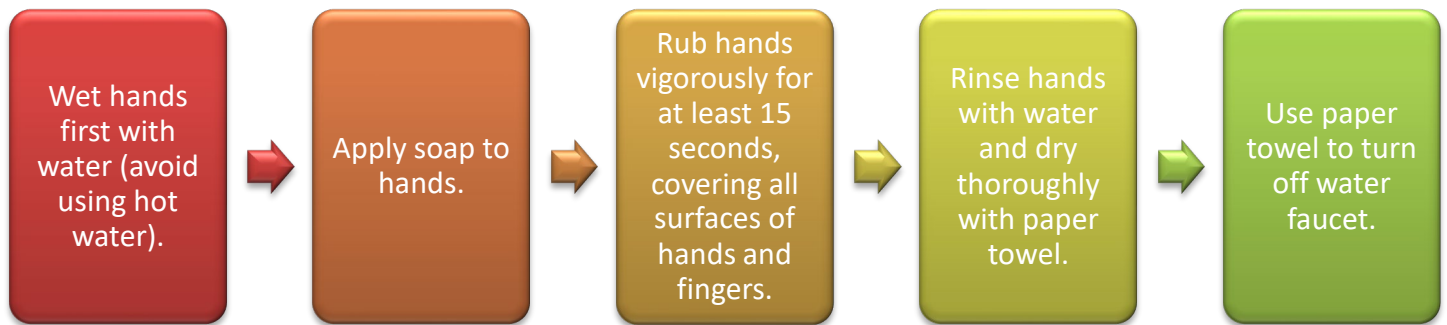 Wet hands
first with
water (avoid
using hot
water).
Apply soap to
hands.
Rub hands
vigorously for
at least 15
seconds,
covering all
surfaces of
hands and
fingers.
Rinse hands
with water
and dry
thoroughly
with paper
towel.
Use paper
towel to turn
off water
faucet.